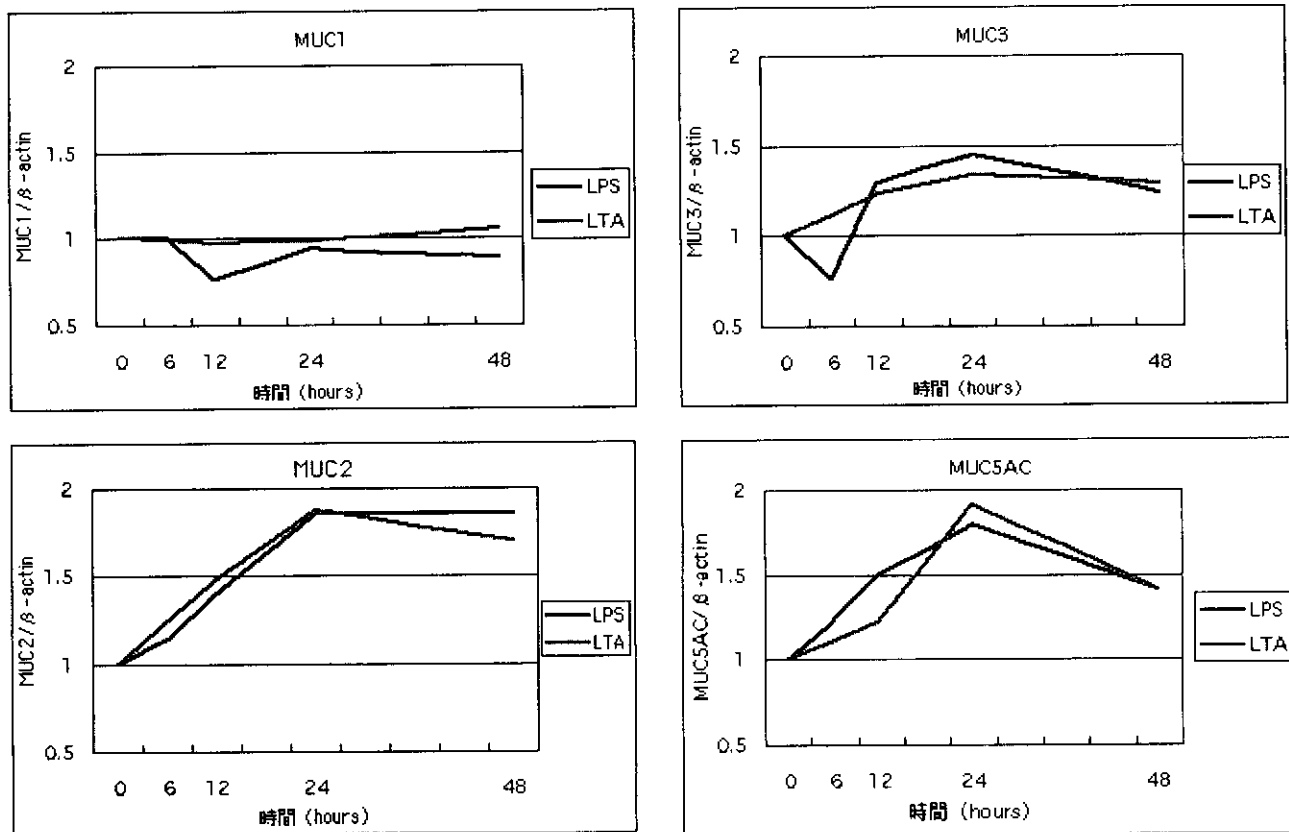 MUC1
2
1.5
1
0.5
MUC1/β-actin
0 6 12 24 48
時間 (hours)
LPS
LTA
MUC3
2
1.5
1
0.5
MUC3/β-actin
0 6 12 24 48
時間 (hours)
LPS
LTA
MUC2
2
1.5
1
0.5
MUC2/β-actin
0 6 12 24 48
時間 (hours)
LPS
LTA
MUC5AC
2
1.5
1
0.5
MUC5AC/β-actin
0 6 12 24 48
時間 (hours)
LPS
LTA